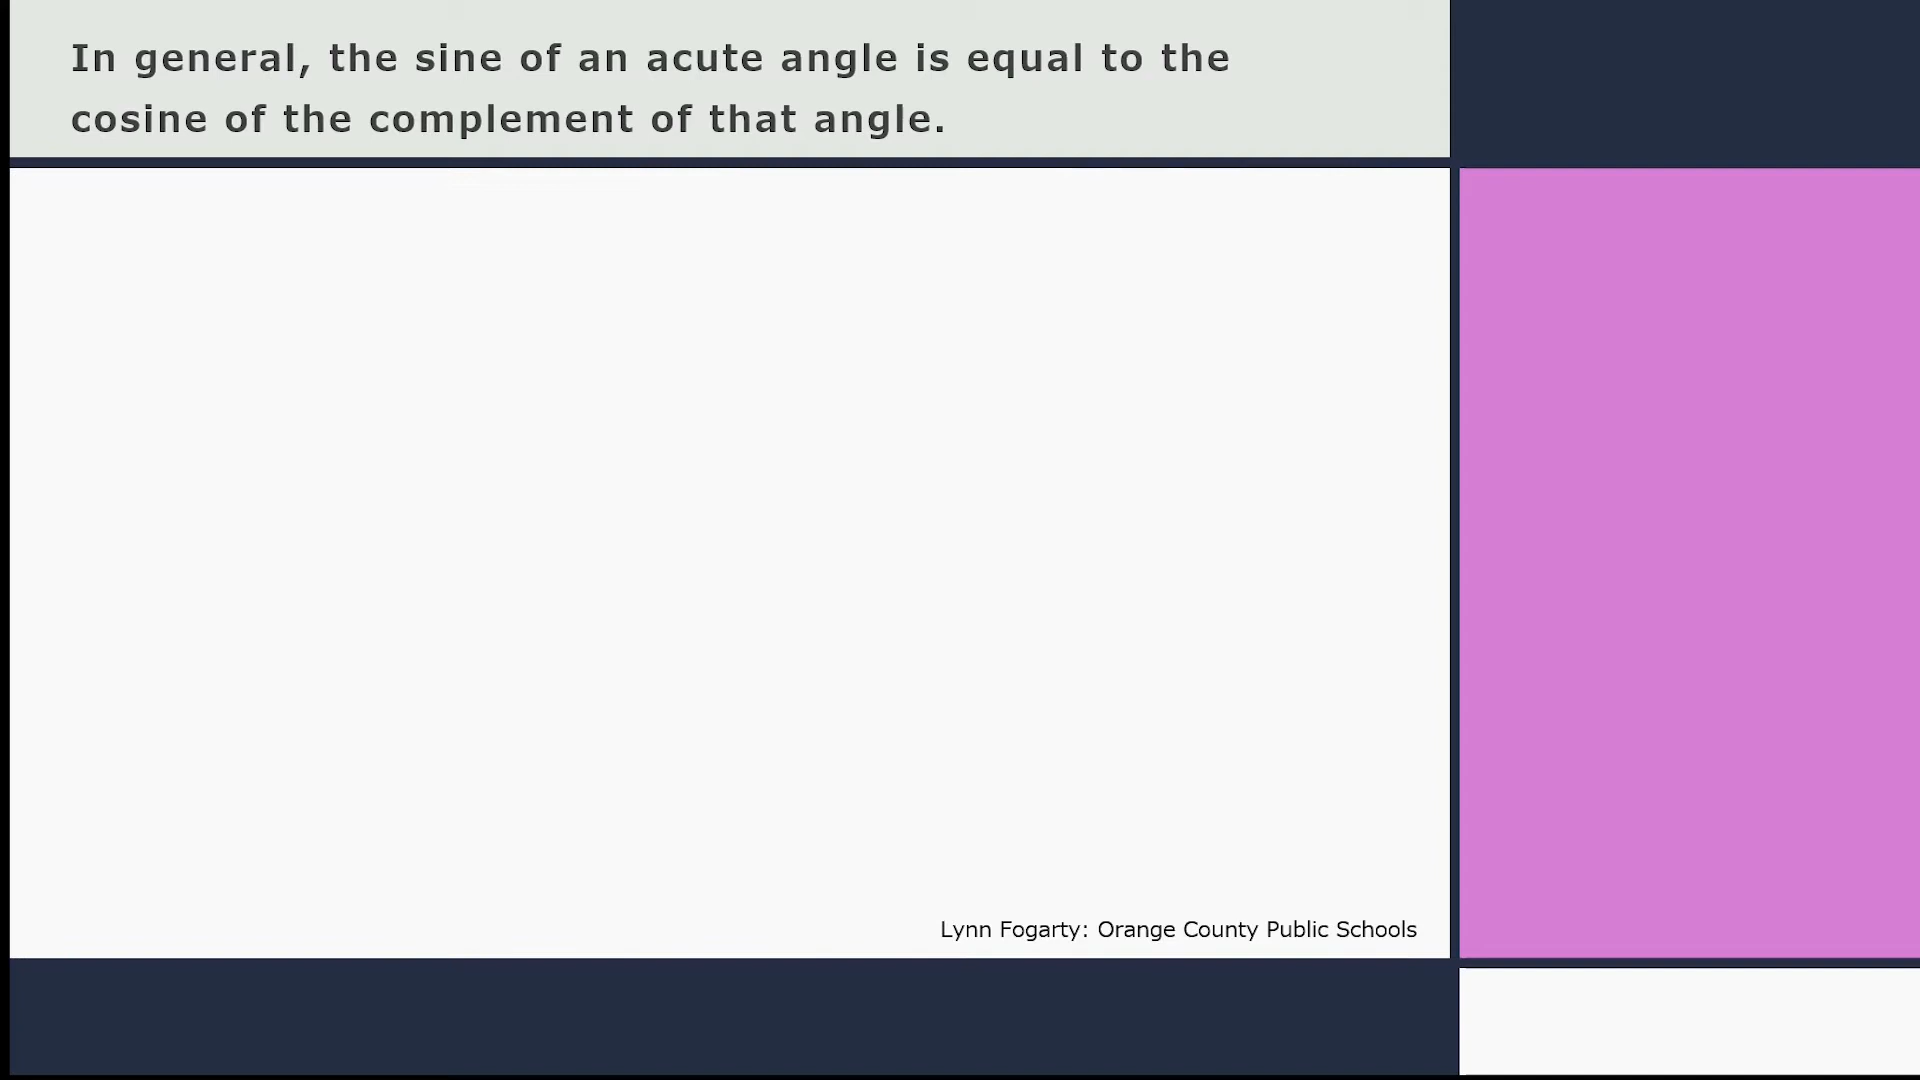 In general, the sine of an acute angle is equal to the
cosine of the complement of that angle.
Lynn Fogarty: Orange County Public Schools